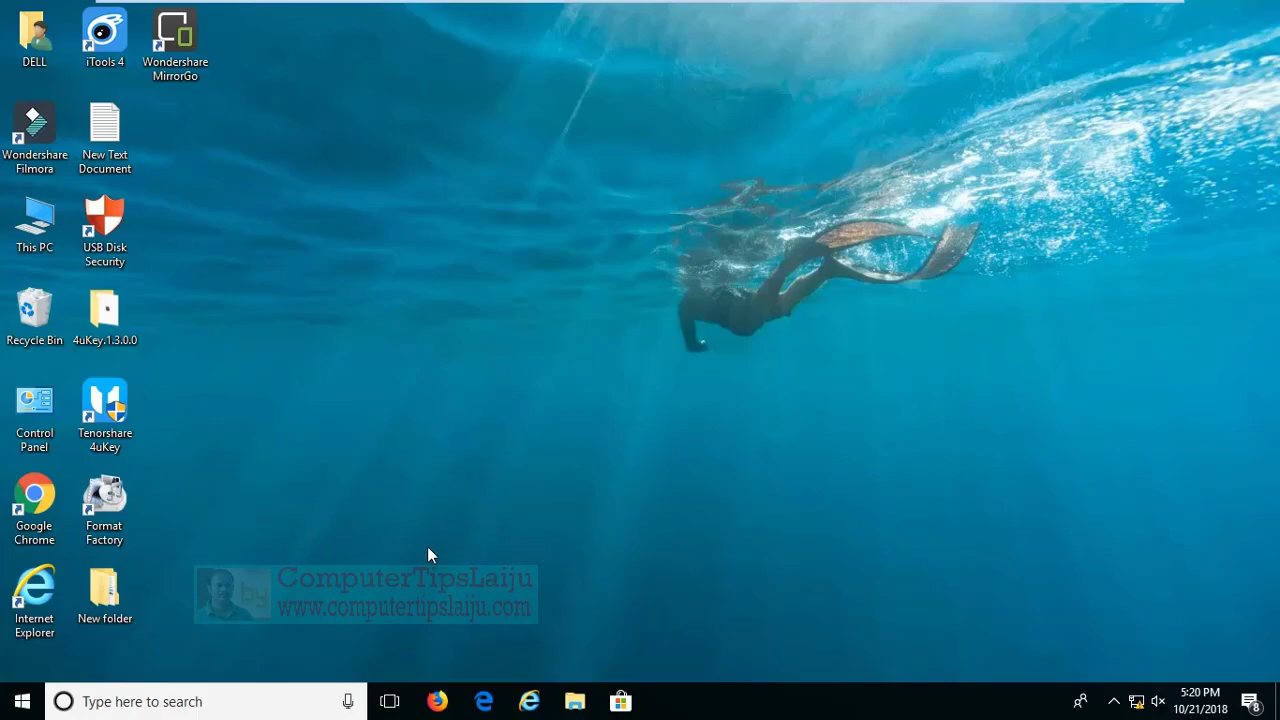 DELL
iTools 4
Wondershare
MirrorGo
Wondershare
Filmora
New Text
Document
This PC
USB Disk
Security
Recycle Bin
4uKey.1.3.0.0
Control
Panel
Tenorshare
4uKey
Google
Chrome
Format
Factory
Internet
Explorer
New folder
ComputerTipsLaiju
www.computertipslaiju.com
Type here to search
5:20 PM
10/21/2018
8